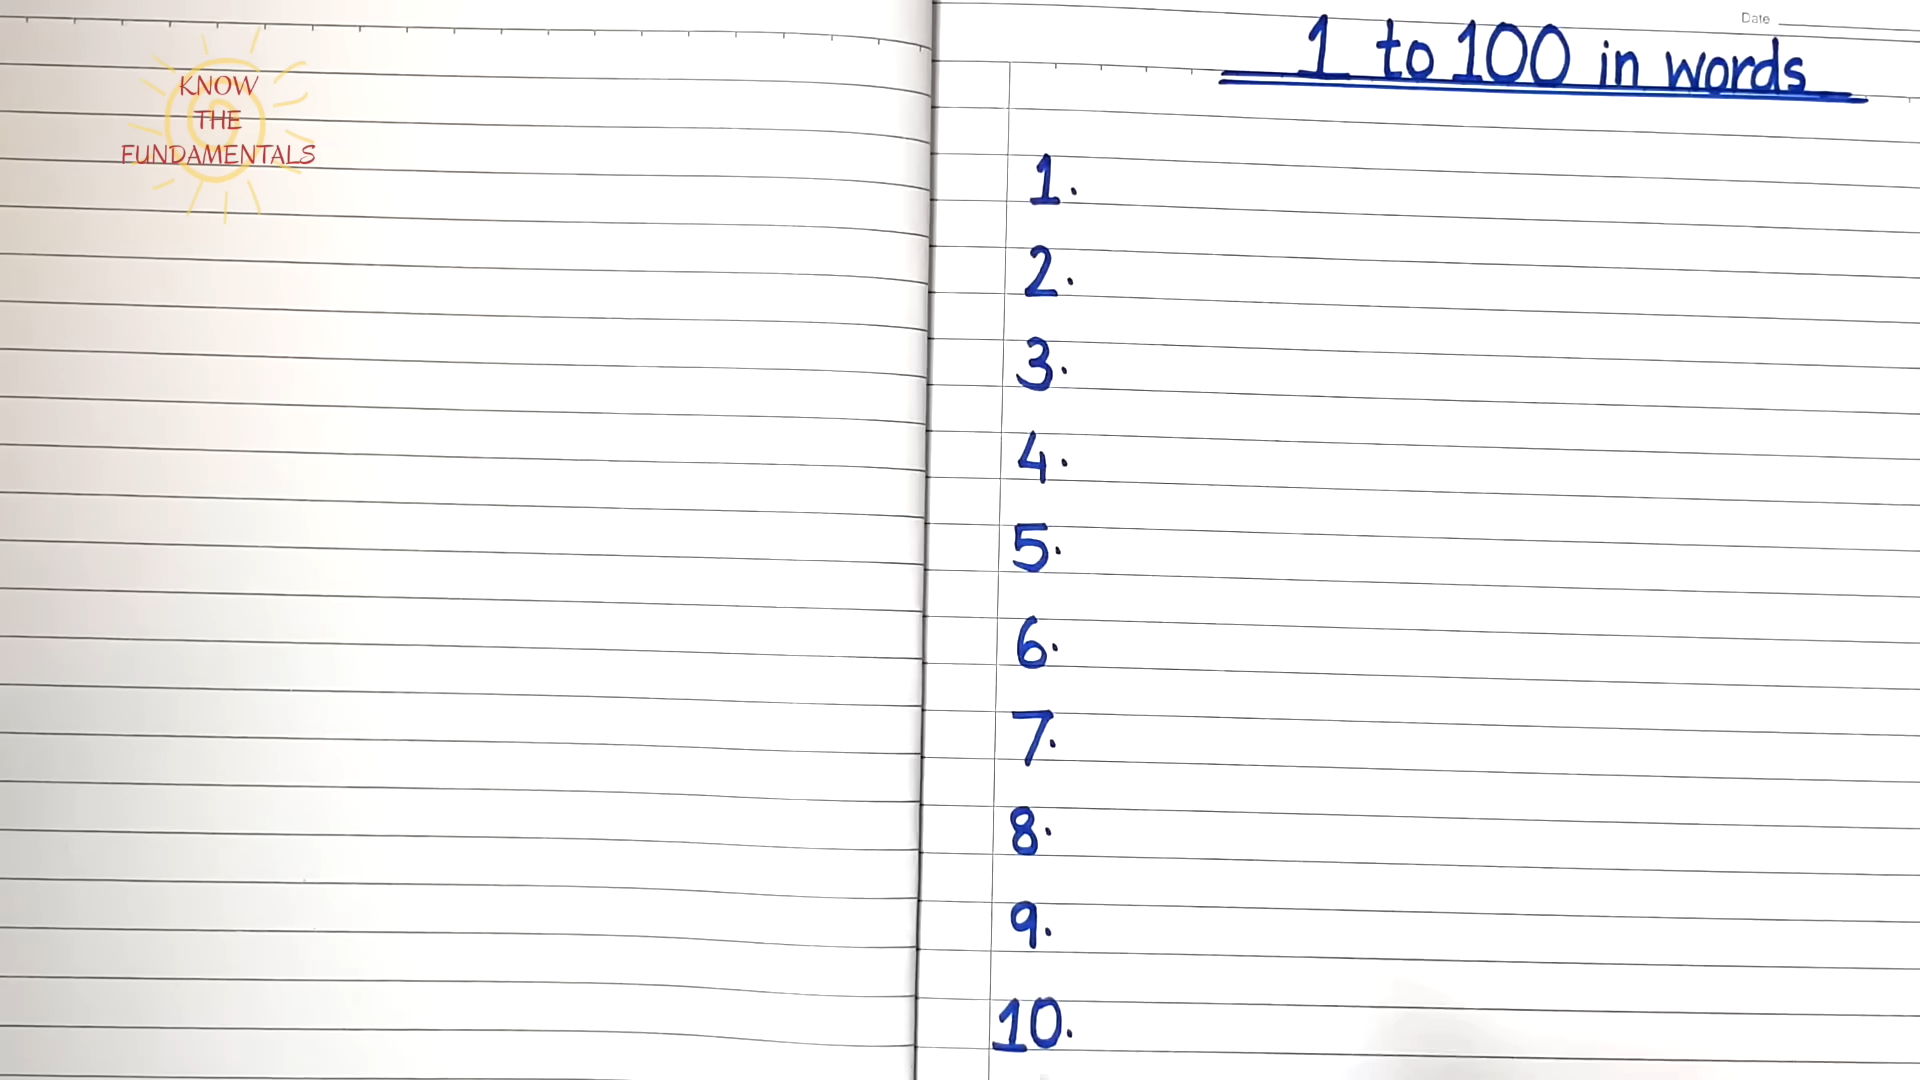 KNOW
THE
FUNDAMENTALS
Date
1 to 100 in words
1.
2.
3.
4.
5.
6.
7.
8.
9.
10.